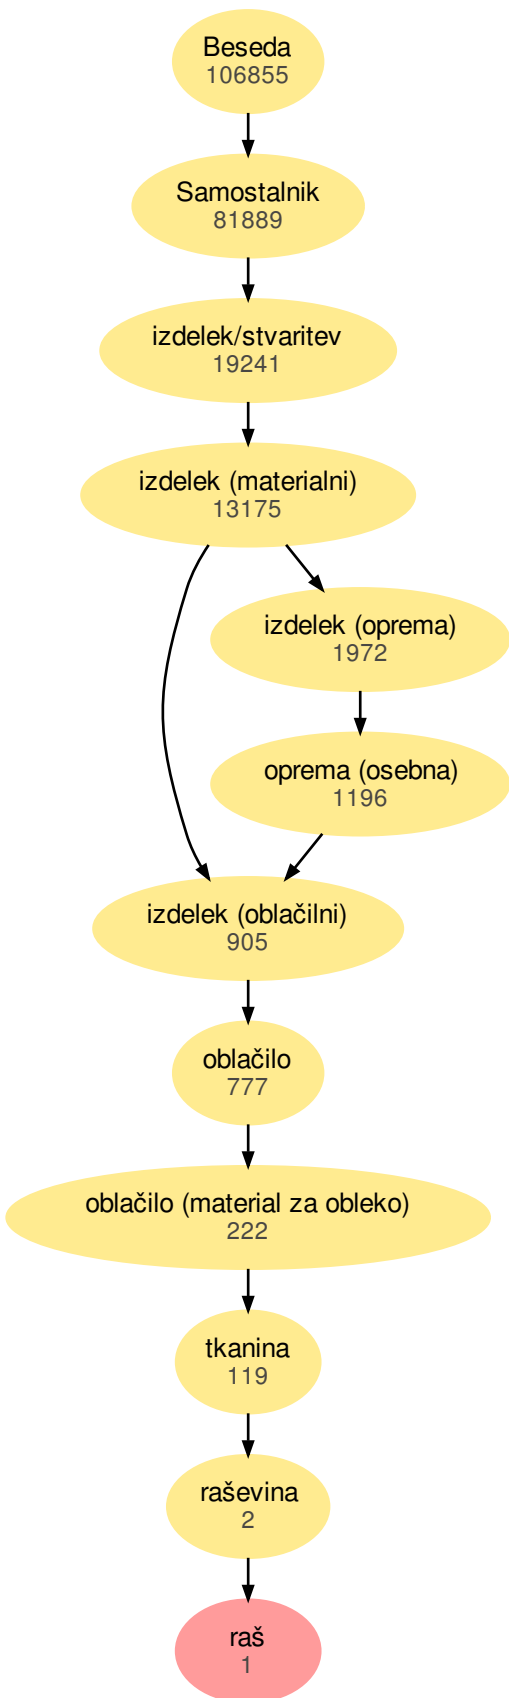 Beseda
106855
Samostalnik
81889
izdelek/stvaritev
19241
izdelek (materialni)
13175
izdelek (oprema)
1972
oprema (osebna)
1196
izdelek (oblačilni)
905
oblačilo
777
oblačilo (material za obleko)
222
tkanina
119
raševina
2
raš
1